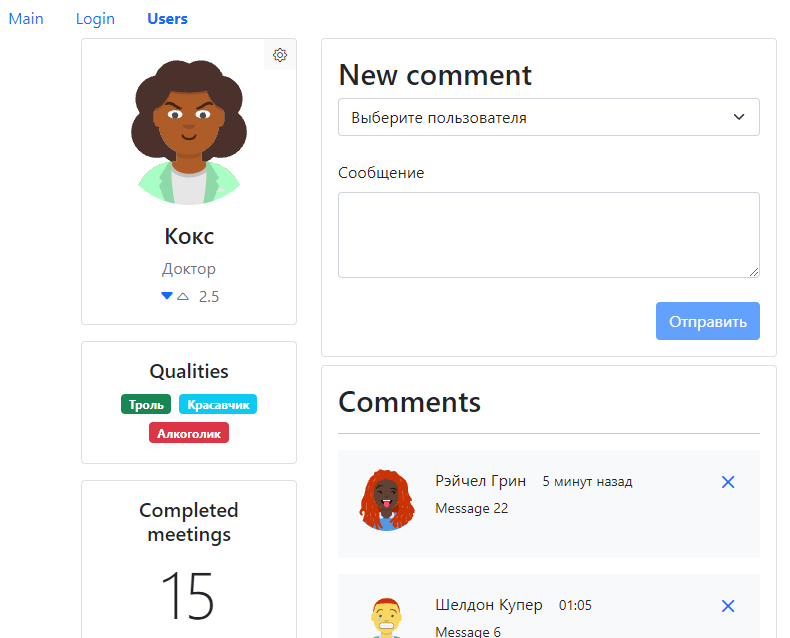 Main Login Users
Кокс
Доктор
2.5
Qualities
Троль Красавчик
Алкоголик
Completed
meetings
15
New comment
Выберите пользователя
Сообщение
Отправить
Comments
Рэйчел Грин 5 минут назад
Message 22
Шелдон Купер 01:05
Message 6